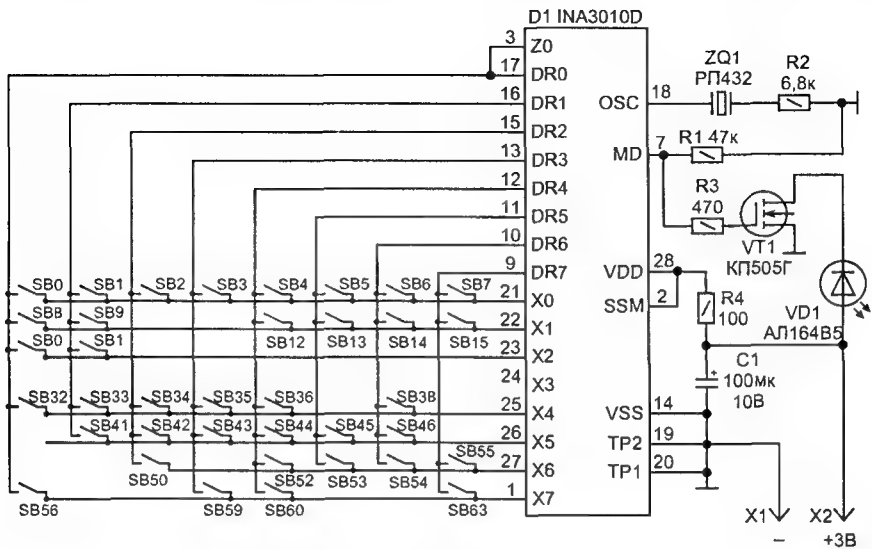 D1 INA3010D
3 Z0
17 DR0
16 DR1
15 DR2
13 DR3
12 DR4
11 DR5
10 DR6
9 DR7
SB0 SB1 SB2 SB3 SB4 SB5 SB6 SB7 21 X0
SB8 SB9 SB12 SB13 SB14 SB15 22 X1
SB0 SB1 23 X2
24 X3
SB32 SB33 SB34 SB35 SB36 SB38 25 X4
SB41 SB42 SB43 SB44 SB45 SB46 26 X5
SB50 SB52 SB53 SB54 SB55 27 X6
SB56 SB59 SB60 SB63 1 X7
OSC 18
ZQ1
РП432
R2
6,8к
MD 7
R1 47к
R3
470
VT1
КП505Г
VDD 28
SSM 2
R4
100
VD1
АЛ164В5
C1
+
100мк
10В
VSS 14
TP2 19
TP1 20
X1 X2
– +3В